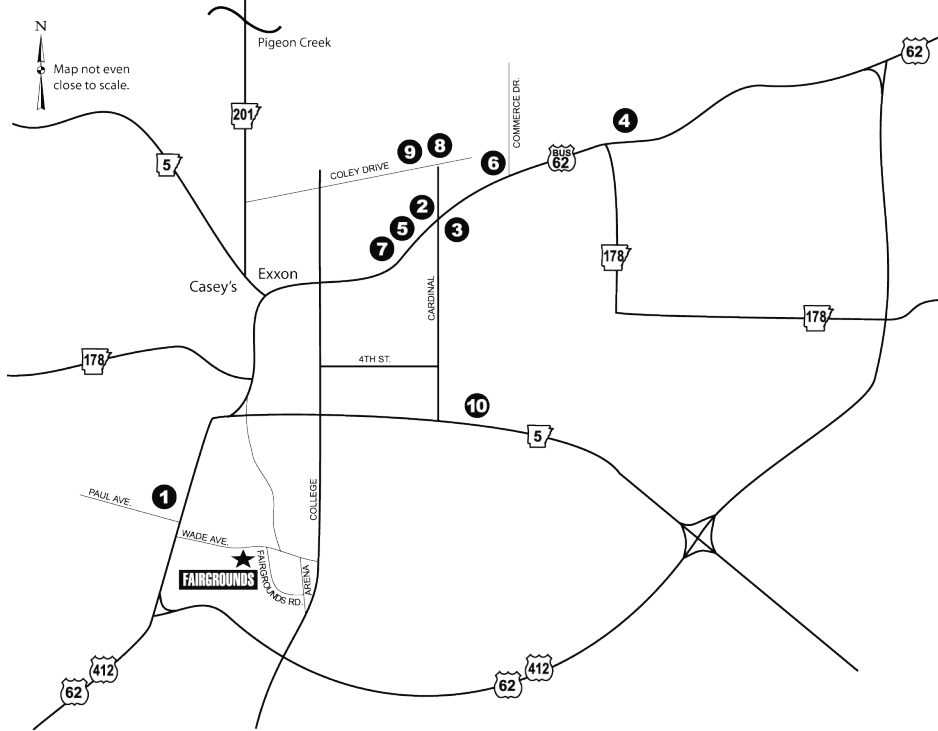 N
Map not even
close to scale.
Pigeon Creek
62
201
COMMERCE DR.
4
5
9
8
COLEY DRIVE
6
BUS
62
2
5
3
7
178
Exxon
Casey's
CARDINAL
178
178
4TH ST.
10
5
PAUL AVE.
1
COLLEGE
WADE AVE.
FAIRGROUNDS
FAIRGROUNDS RD.
ARENA
412
62
412
62